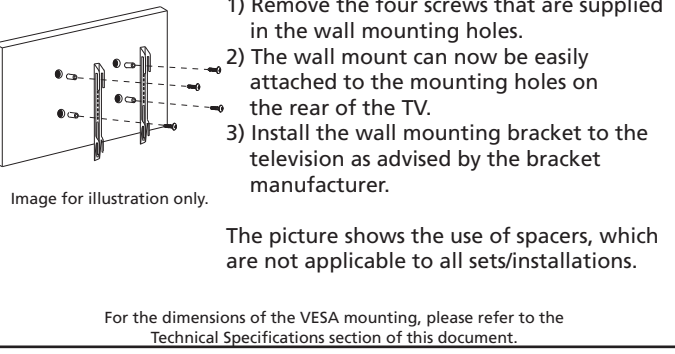 1) Remove the four screws that are supplied
in the wall mounting holes.
2) The wall mount can now be easily
attached to the mounting holes on
the rear of the TV.
3) Install the wall mounting bracket to the
television as advised by the bracket
manufacturer.
Image for illustration only.
The picture shows the use of spacers, which
are not applicable to all sets/installations.
For the dimensions of the VESA mounting, please refer to the
Technical Specifications section of this document.